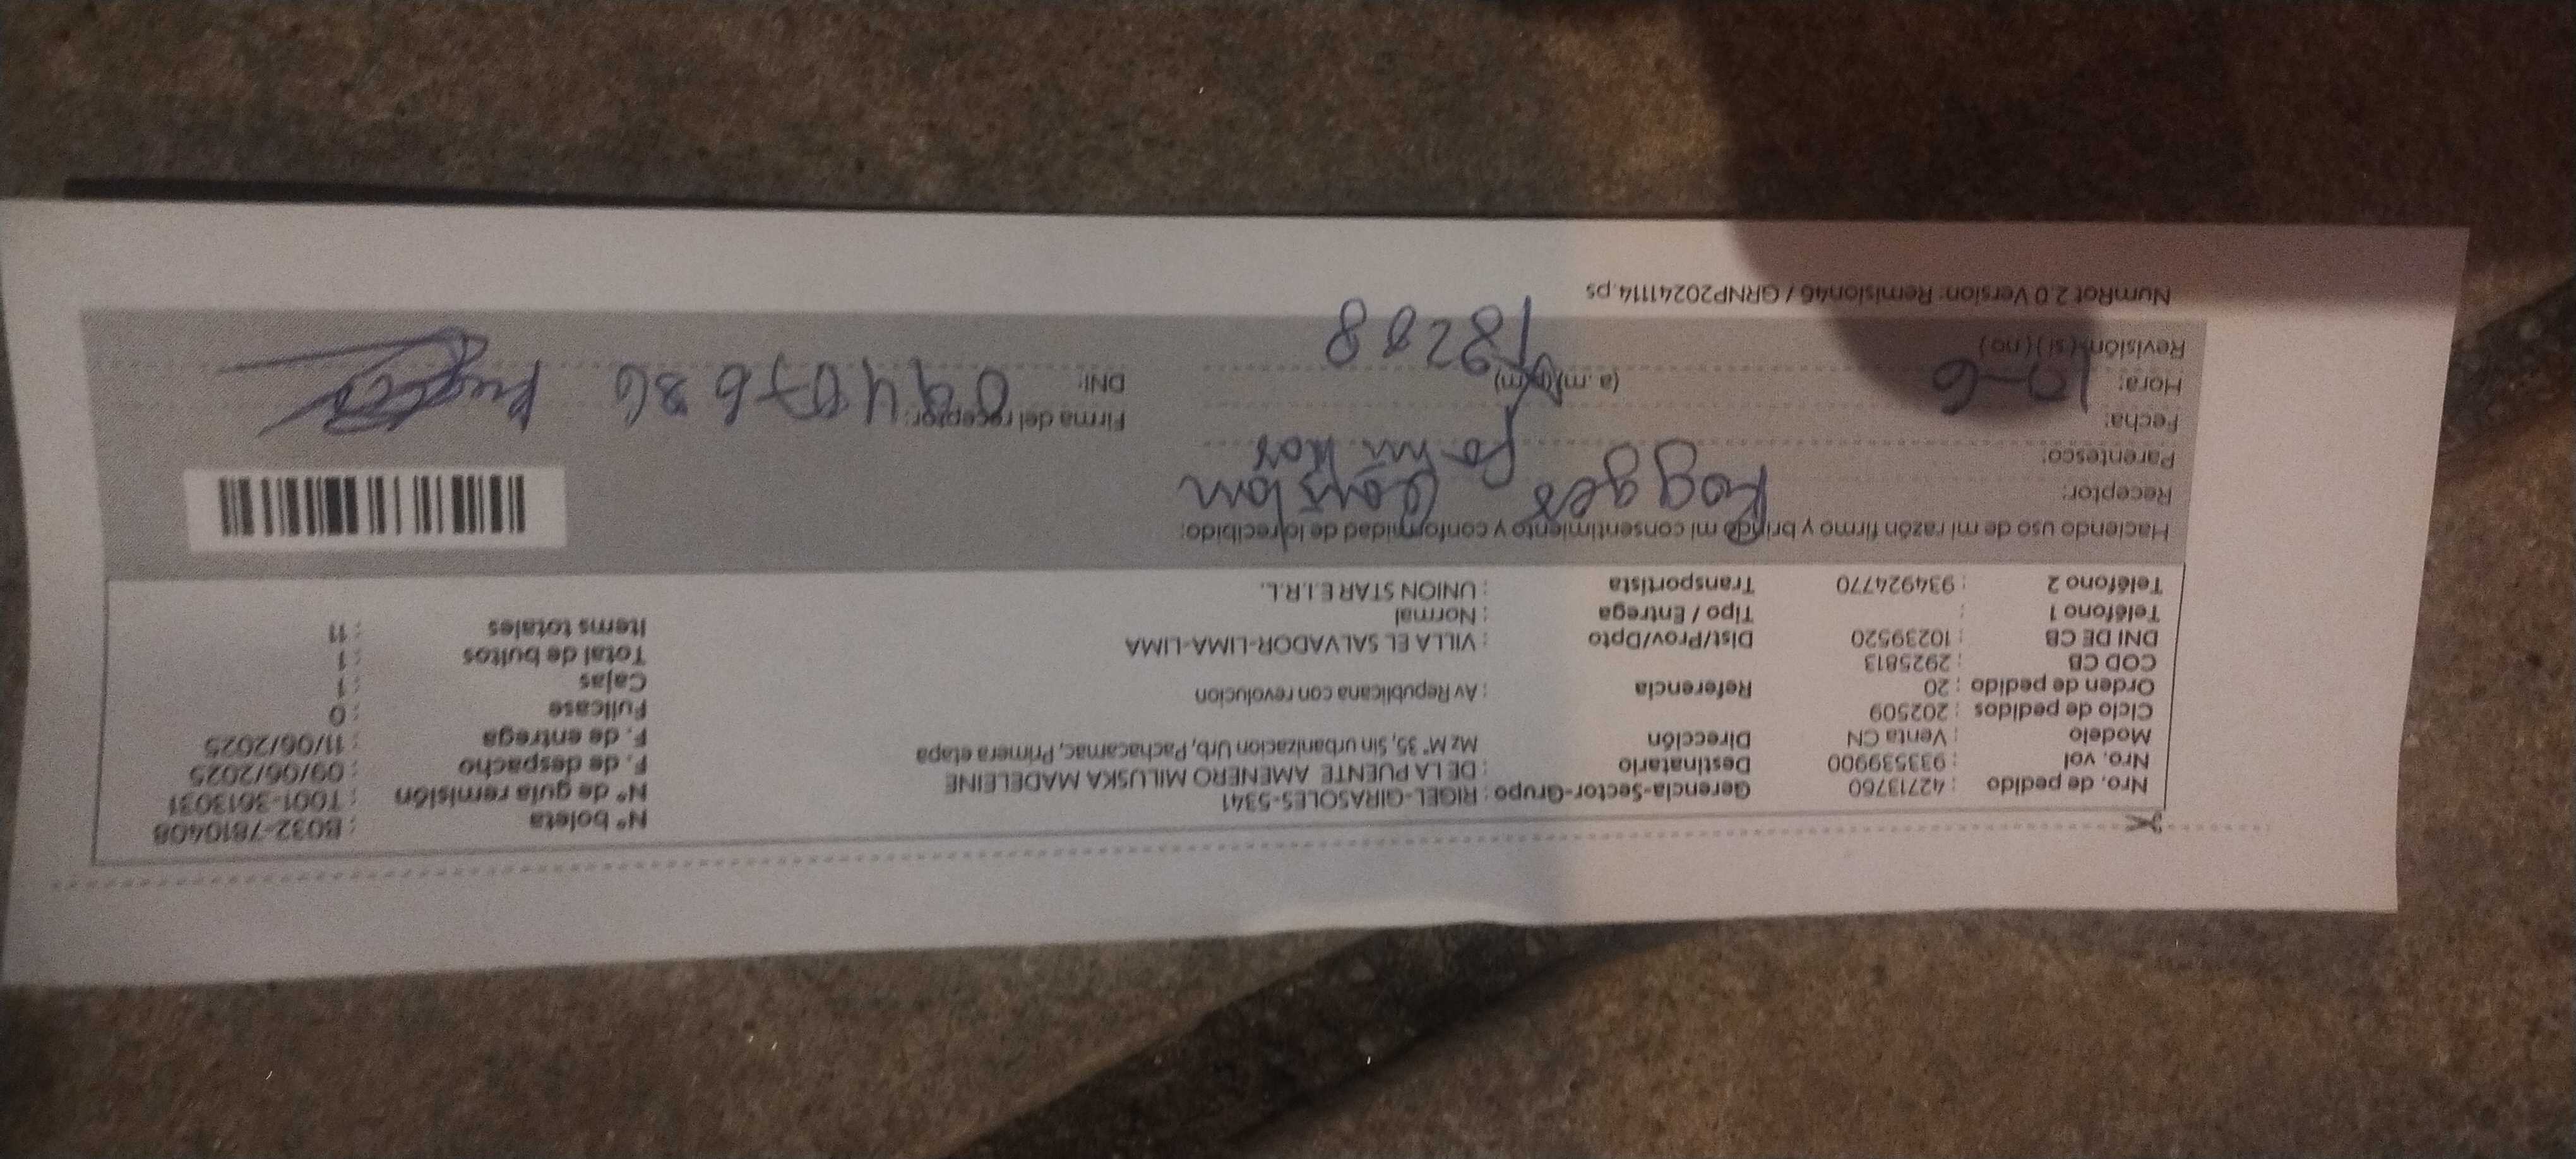 Nro. de pedido : 42713760 Gerencia-Sector-Grupo : RIGEL-GIRASOLES-5341 N° boleta : B032-7810408
Nro. vol : 933539900 Destinatario : DE LA PUENTE AMENERO MILUSKA MADELEINE N° de guía remisión : T001-3613031
Modelo : Venta CN Dirección Mz M° 35, Sin urbanizacion Urb, Pachacamac, Primera etapa F. de despacho : 09/06/2025
Ciclo de pedidos : 202509 F. de entrega : 11/06/2025
Orden de pedido : 20 Referencia : Av Republicana con revolucion Fullcase : 0
COD CB : 2925813 Cajas : 1
DNI DE CB : 10239520 Dist/Prov/Dpto : VILLA EL SALVADOR-LIMA-LIMA Total de bultos : 1
Teléfono 1 : Tipo / Entrega : Normal Items totales : 11
Teléfono 2 : 934924770 Transportista : UNION STAR E.I.R.L.
Haciendo uso de mi razón firmo y brindo mi consentimiento y conformidad de lo recibido:
Receptor: Rogger
Parentesco:
Fecha: 10-6 Firma del receptor:
Hora: (a. m) (p. m) DNI: 09407686
Revisión: (si) (no) 18208
NumRot 2.0 Version: Remision46 / GRNP20241114.ps